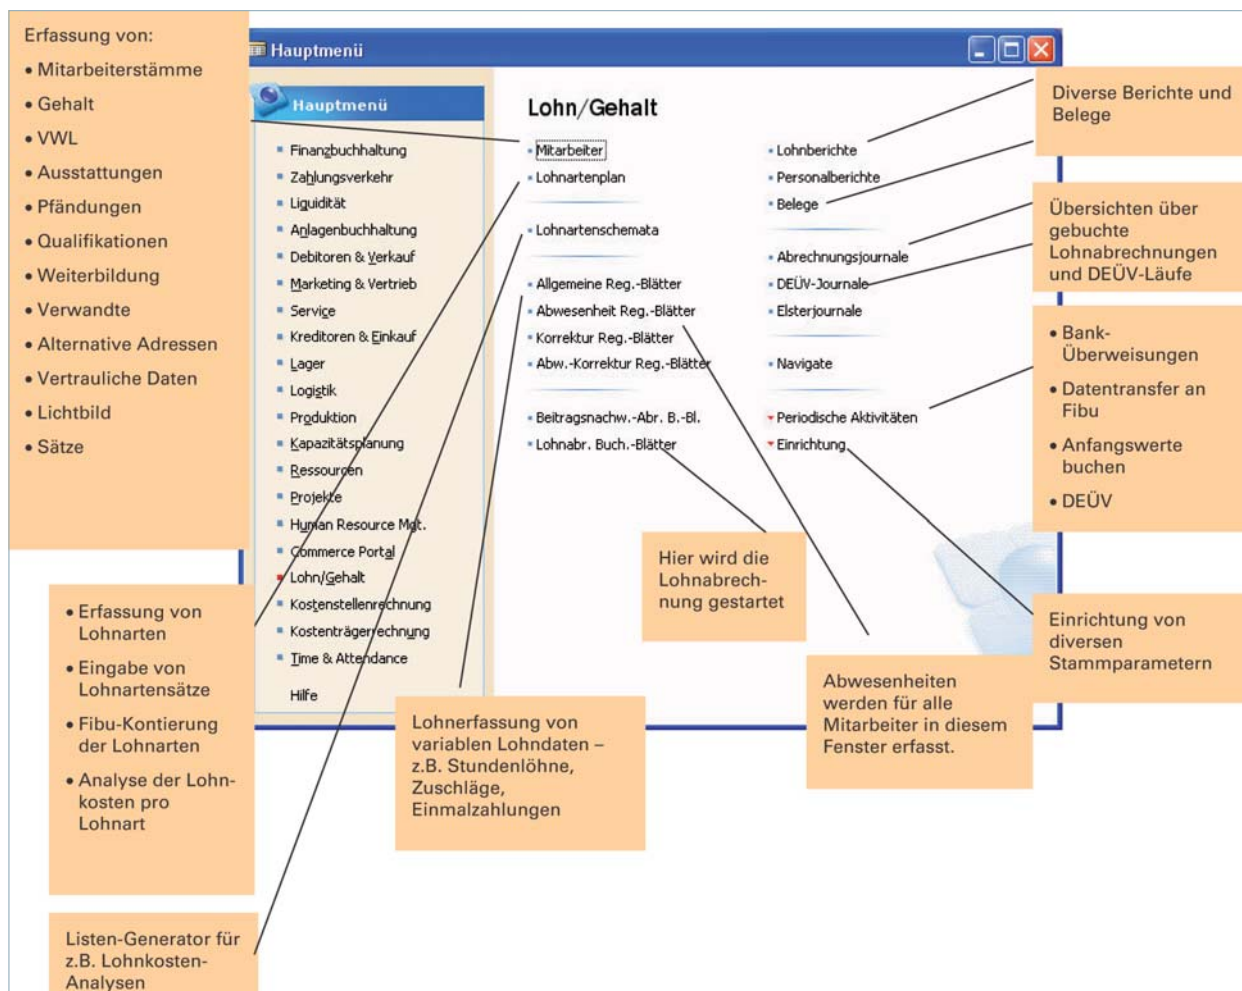 Erfassung von:
• Mitarbeiterstämme
• Gehalt
• VWL
• Ausstattungen
• Pfändungen
• Qualifikationen
• Weiterbildung
• Verwandte
• Alternative Adressen
• Vertrauliche Daten
• Lichtbild
• Sätze
Hauptmenü
Hauptmenü
Finanzbuchhaltung
Zahlungsverkehr
Liquidität
Anlagenbuchhaltung
Debitoren & Verkauf
Marketing & Vertrieb
Service
Kreditoren & Einkauf
Lager
Logistik
Produktion
Kapazitätsplanung
Ressourcen
Projekte
Human Resource Mgt.
Commerce Portal
Lohn/Gehalt
Kostenstellenrechnung
Kostenträgerrechnung
Time & Attendance
Hilfe
Lohn/Gehalt
Mitarbeiter
Lohnartenplan
Lohnartenschemata
Allgemeine Reg.-Blätter
Abwesenheit Reg.-Blätter
Korrektur Reg.-Blätter
Abw.-Korrektur Reg.-Blätter
Beitragsnachw.-Abr. B.-Bl.
Lohnabr. Buch.-Blätter
Lohnberichte
Personalberichte
Belege
Abrechnungsjournale
DEÜV-Journale
Elsterjournale
Navigate
Periodische Aktivitäten
Einrichtung
Diverse Berichte und
Belege
Übersichten über
gebuchte
Lohnabrechnungen
und DEÜV-Läufe
• Bank-
Überweisungen
• Datentransfer an
Fibu
• Anfangswerte
buchen
• DEÜV
Hier wird die
Lohnabrech-
nung gestartet
Einrichtung von
diversen
Stammparametern
Abwesenheiten
werden für alle
Mitarbeiter in diesem
Fenster erfasst.
Lohnerfassung von
variablen Lohndaten –
z.B. Stundenlöhne,
Zuschläge,
Einmalzahlungen
• Erfassung von
Lohnarten
• Eingabe von
Lohnartensätze
• Fibu-Kontierung
der Lohnarten
• Analyse der Lohn-
kosten pro
Lohnart
Listen-Generator für
z.B. Lohnkosten-
Analysen